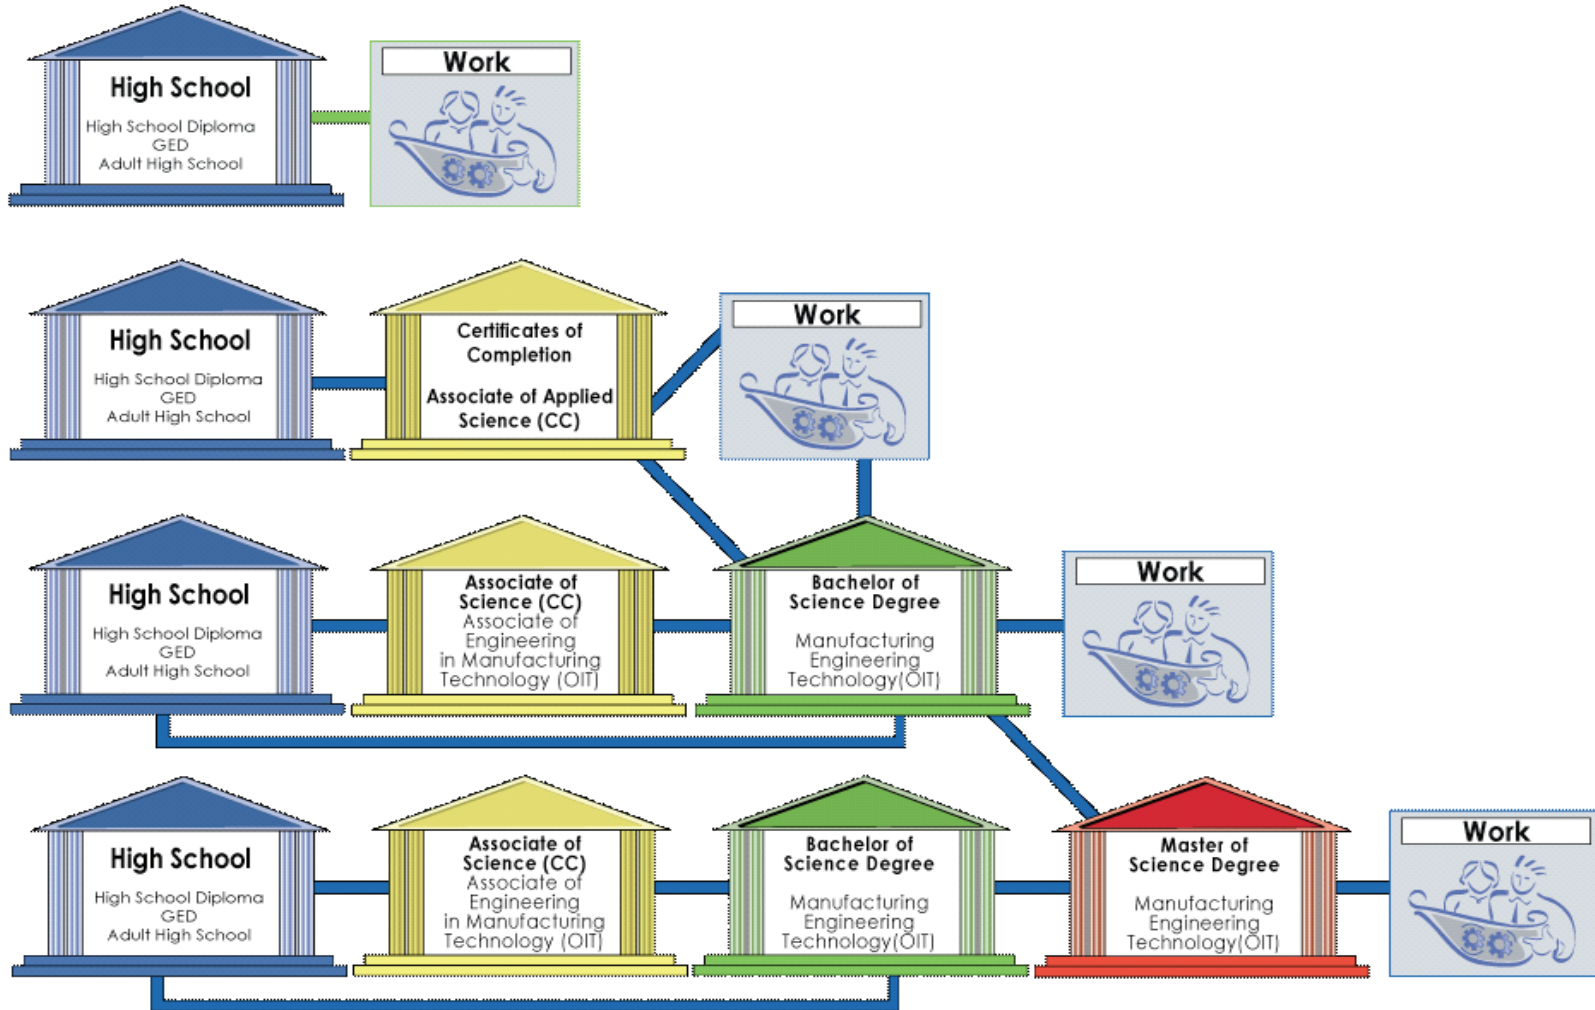 High School
High School Diploma
GED
Adult High School
Work
High School
High School Diploma
GED
Adult High School
Certificates of
Completion
Associate of Applied
Science (CC)
Work
High School
High School Diploma
GED
Adult High School
Associate of
Science (CC)
Associate of
Engineering
in Manufacturing
Technology (OIT)
Bachelor of
Science Degree
Manufacturing
Engineering
Technology(OIT)
Work
High School
High School Diploma
GED
Adult High School
Associate of
Science (CC)
Associate of
Engineering
in Manufacturing
Technology (OIT)
Bachelor of
Science Degree
Manufacturing
Engineering
Technology(OIT)
Master of
Science Degree
Manufacturing
Engineering
Technology(OIT)
Work